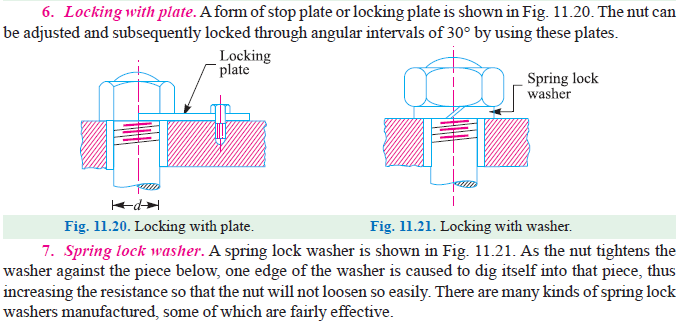 6. Locking with plate. A form of stop plate or locking plate is shown in Fig. 11.20. The nut can
be adjusted and subsequently locked through angular intervals of 30° by using these plates.
Locking
plate
Spring lock
washer
d
Fig. 11.20. Locking with plate.
Fig. 11.21. Locking with washer.
7. Spring lock washer. A spring lock washer is shown in Fig. 11.21. As the nut tightens the
washer against the piece below, one edge of the washer is caused to dig itself into that piece, thus
increasing the resistance so that the nut will not loosen so easily. There are many kinds of spring lock
washers manufactured, some of which are fairly effective.